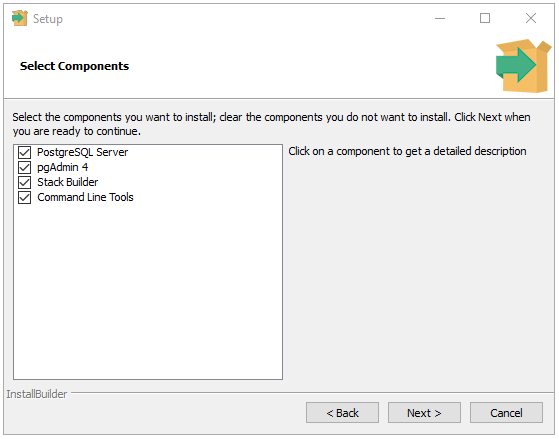 Setup
Select Components
Select the components you want to install; clear the components you do not want to install. Click Next when
you are ready to continue.
PostgreSQL Server
pgAdmin 4
Stack Builder
Command Line Tools
Click on a component to get a detailed description
InstallBuilder
< Back
Next >
Cancel